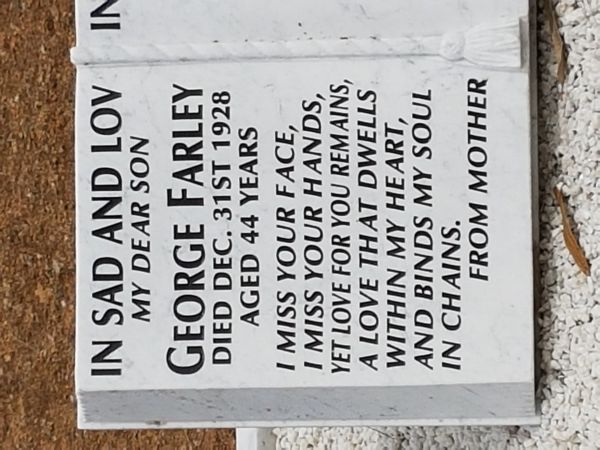 IN
IN SAD AND LOV
MY DEAR SON
GEORGE FARLEY
DIED DEC. 31ST 1928
AGED 44 YEARS
I MISS YOUR FACE,
I MISS YOUR HANDS,
YET LOVE FOR YOU REMAINS,
A LOVE THAT DWELLS
WITHIN MY HEART,
AND BINDS MY SOUL
IN CHAINS.
FROM MOTHER